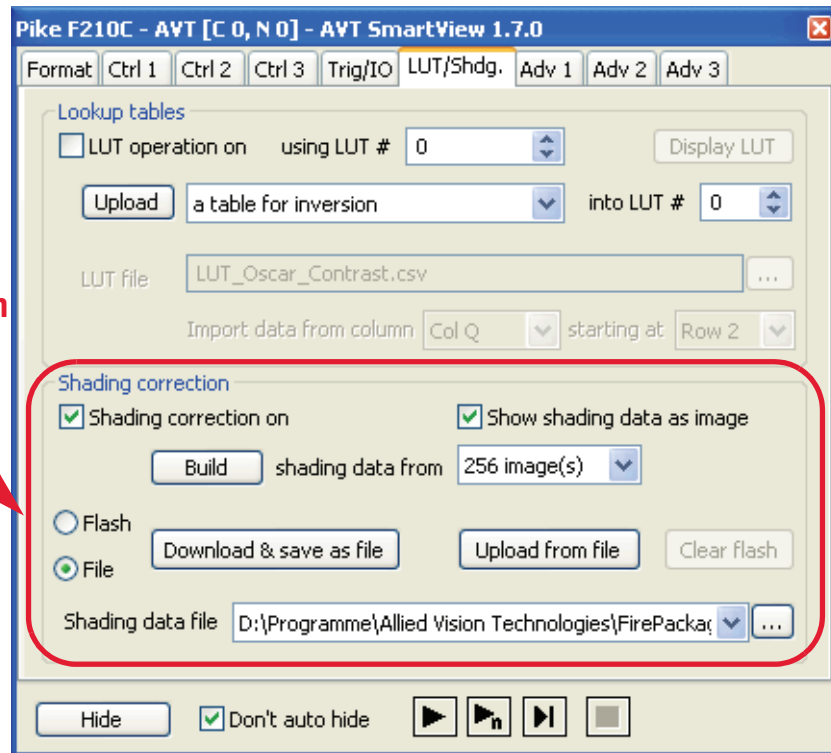 Pike F210C - AVT [C 0, N 0] - AVT SmartView 1.7.0
Format Ctrl 1 Ctrl 2 Ctrl 3 Trig/IO LUT/Shdg. Adv 1 Adv 2 Adv 3
Lookup tables
LUT operation on using LUT # 0 Display LUT
Upload a table for inversion into LUT # 0
LUT file LUT_Oscar_Contrast.csv ...
Import data from column Col Q starting at Row 2
Shading correction
Shading correction on Show shading data as image
Build shading data from 256 image(s)
Flash
Download & save as file Upload from file Clear flash
File
Shading data file D:\Programme\Allied Vision Technologies\FirePackag ...
Hide Don't auto hide n